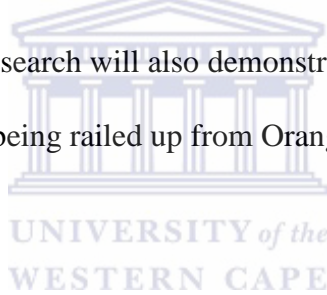 search will also demonstr
being railed up from Oran
UNIVERSITY of the
WESTERN CAPE